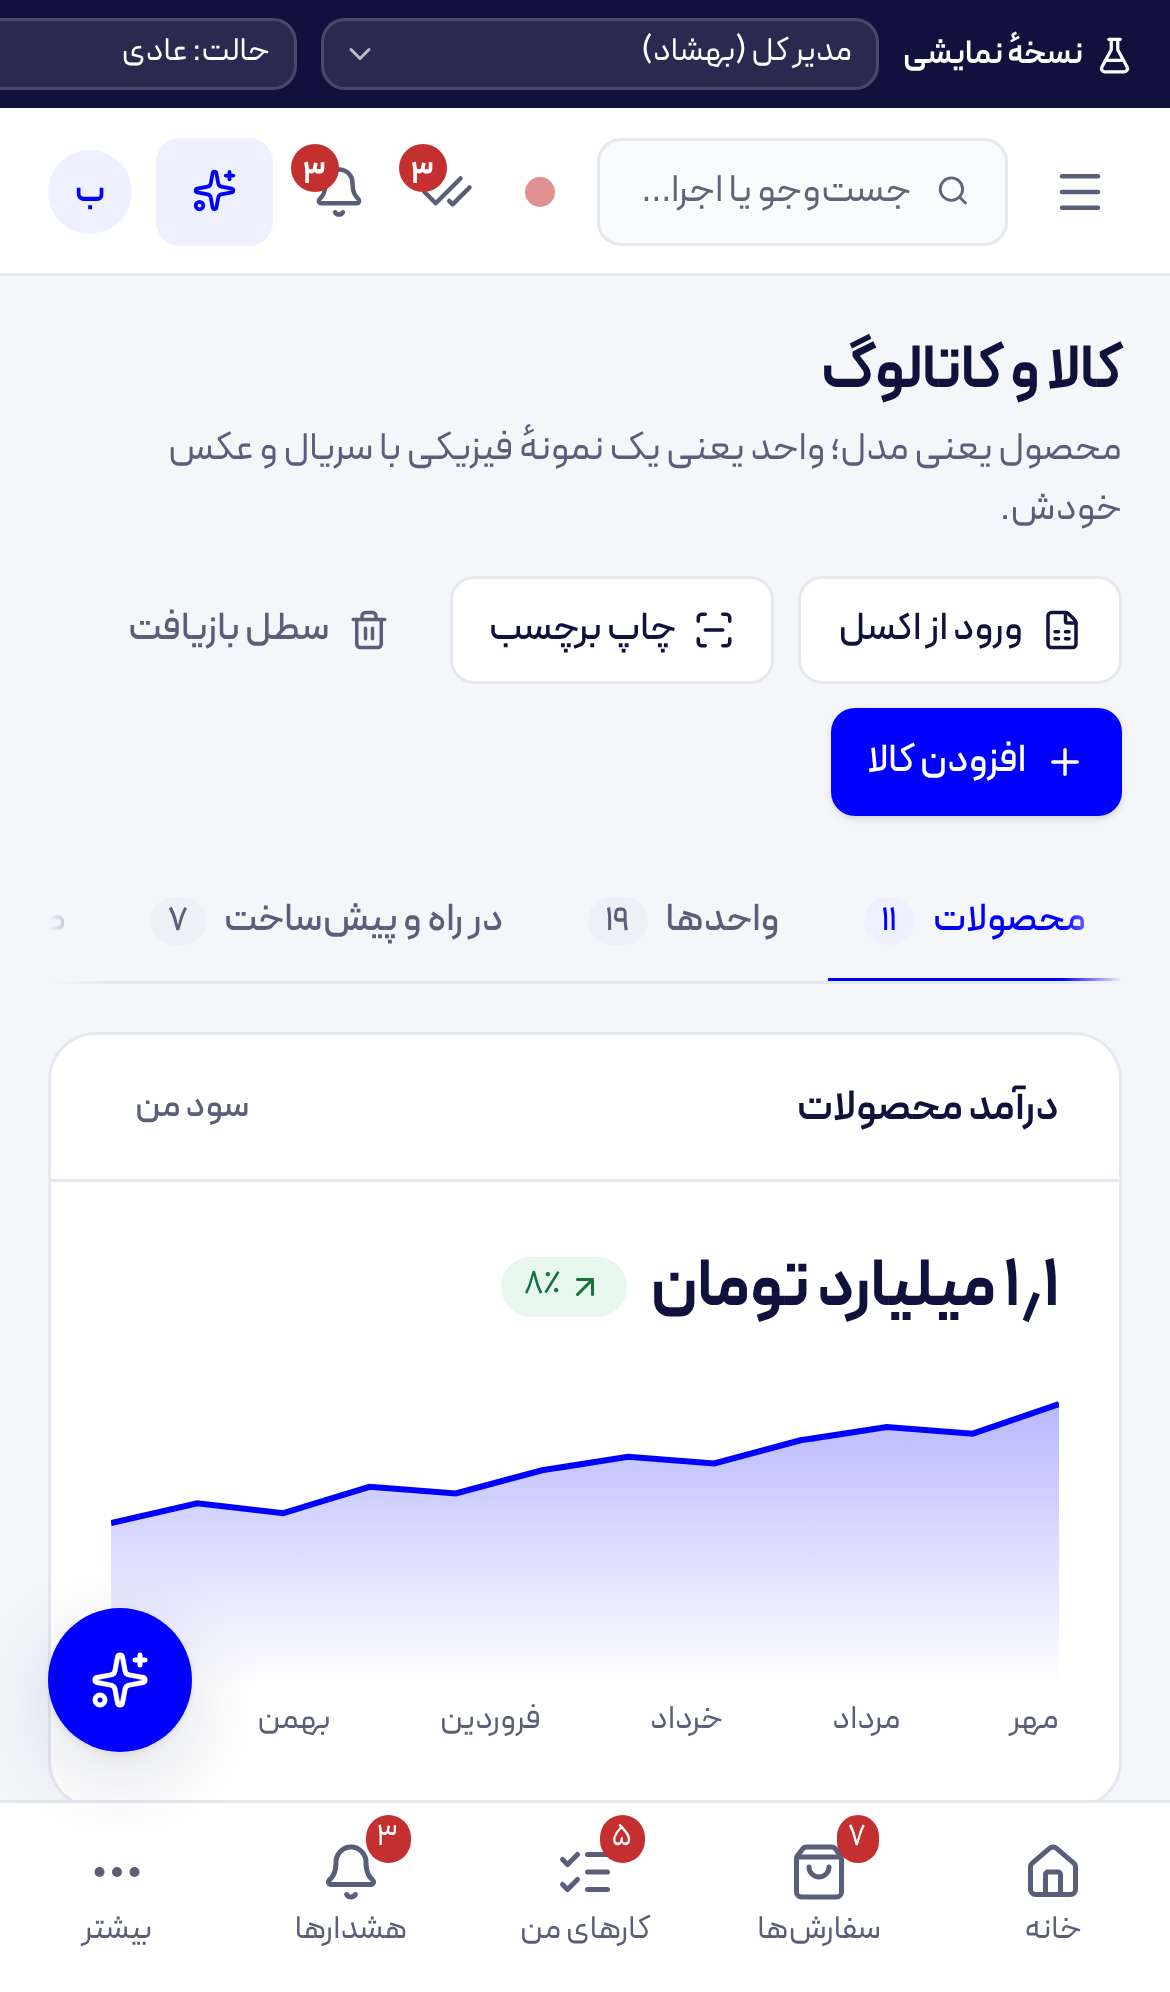 نسخهٔ نمایشی
مدیر کل (بهشاد)
حالت: عادی
جست‌وجو یا اجرا...
۳
۳
ب
کالا و کاتالوگ
محصول یعنی مدل؛ واحد یعنی یک نمونهٔ فیزیکی با سریال و عکس
خودش.
ورود از اکسل
چاپ برچسب
سطل بازیافت
افزودن کالا
محصولات ۱۱
واحدها ۱۹
در راه و پیش‌ساخت ۷
درآمد محصولات
سود من
۱٫۱ میلیارد تومان
۸٪
مهر
مرداد
خرداد
فروردین
بهمن
خانه
۷
سفارش‌ها
۵
کارهای من
۳
هشدارها
بیشتر